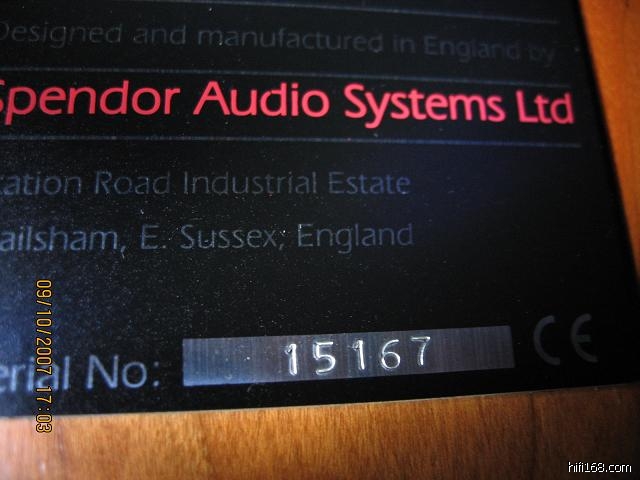 Designed and manufactured in England by
Spendor Audio Systems Ltd
tation Road Industrial Estate
ailsham, E. Sussex, England
erial No: 15167 CE
09/10/2007 17:03
hifi168.com